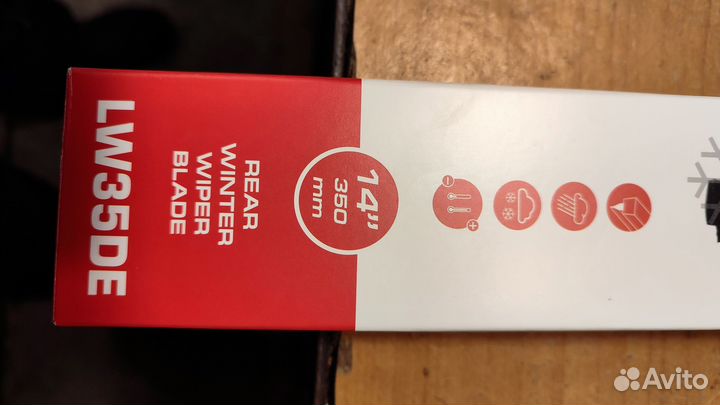 LW35DE
REAR
WINTER
WIPER
BLADE
14"
350
mm
Avito